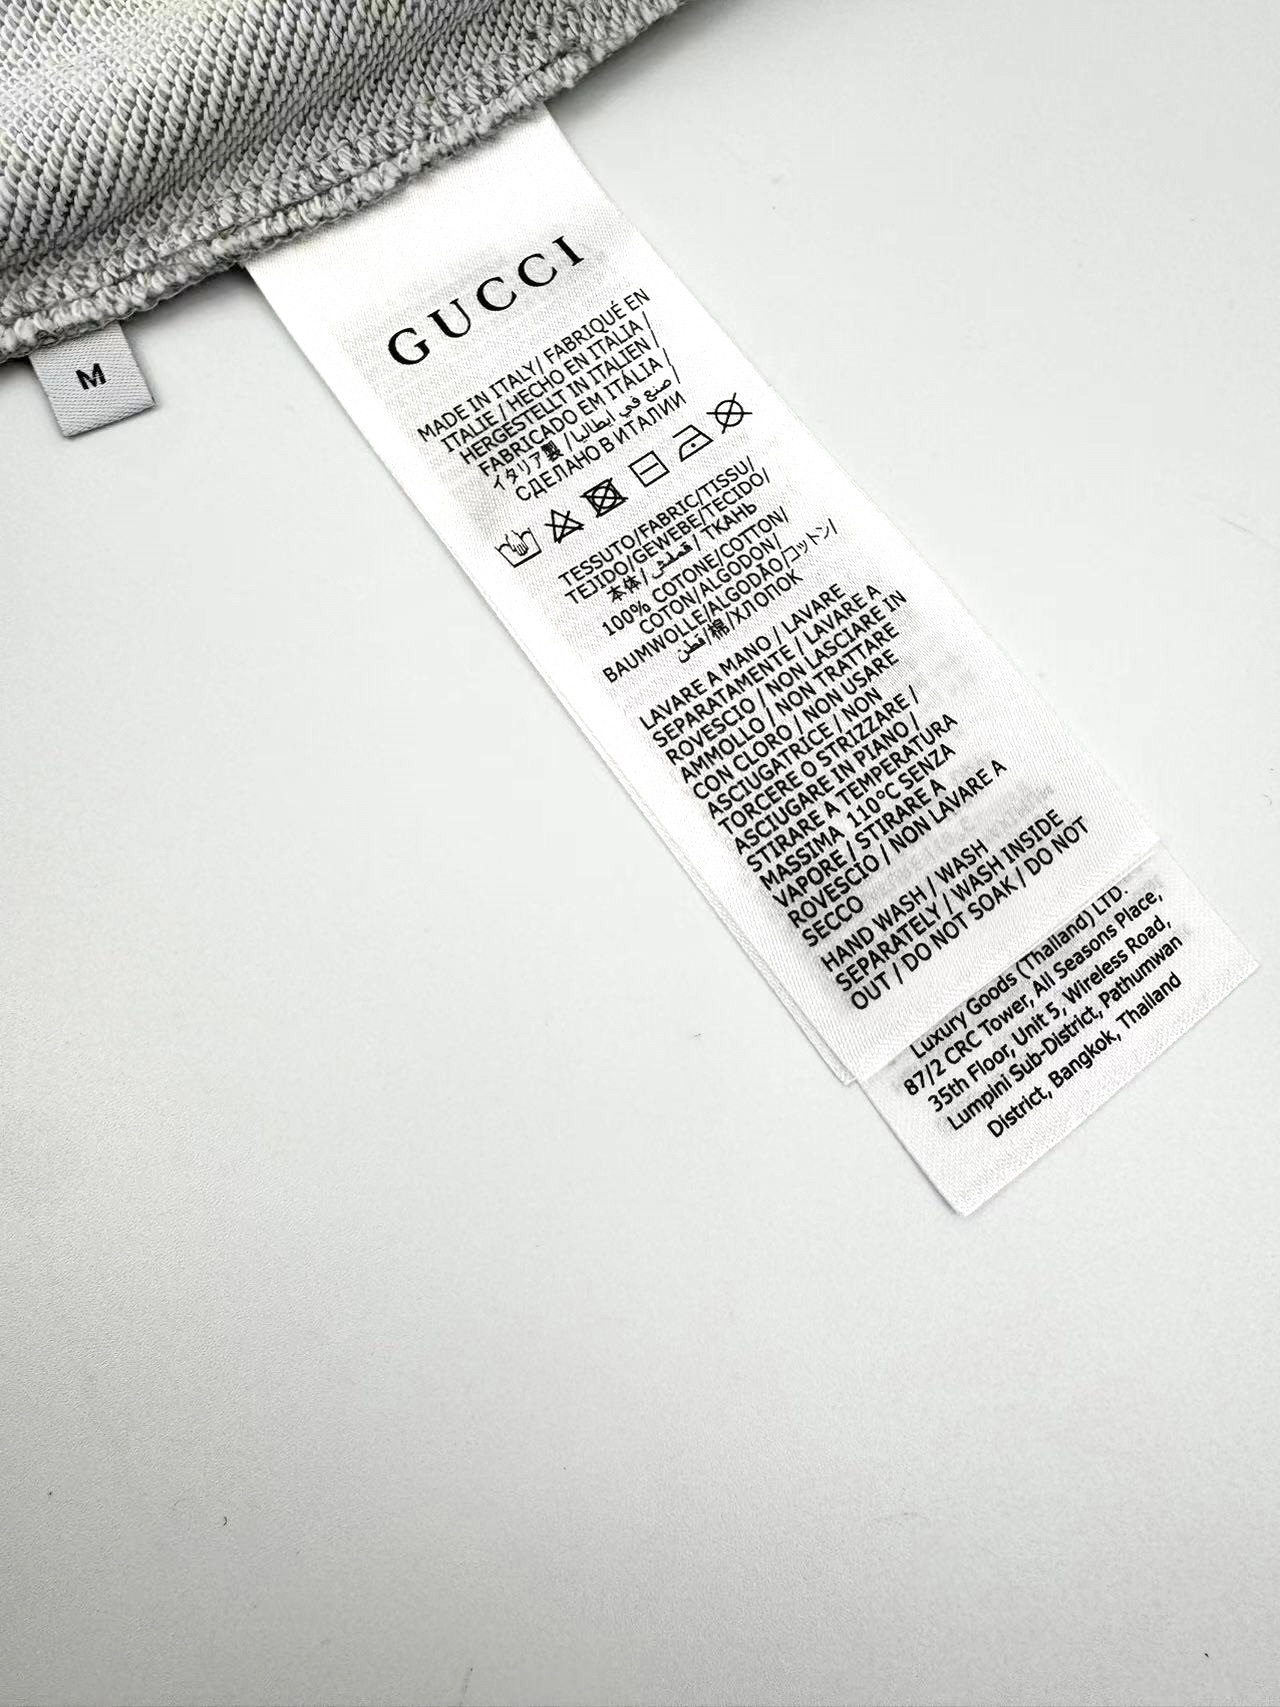 GUCCI
MADE IN ITALY/ FABRIQUÉ EN
ITALIE / HECHO EN ITALIA /
HERGESTELLT IN ITALIEN /
FABRICADO EM ITÁLIA /
イタリア製 / صنع في ايطاليا /
СДЕЛАНО В ИТАЛИИ
TESSUTO/FABRIC/TISSU/
TEJIDO/GEWEBE/TECIDO/
本体/قطش / ТКАНЬ
100% COTONE/COTTON/
COTON/ALGODON/
BAUMWOLLE/ALGODÃO/コットン/
قطن/棉/ХЛОПОК
LAVARE A MANO / LAVARE
SEPARATAMENTE / LAVARE A
ROVESCIO / NON LASCIARE IN
AMMOLLO / NON TRATTARE
CON CLORO / NON USARE
ASCIUGATRICE / NON
TORCERE O STRIZZARE /
ASCIUGARE IN PIANO /
STIRARE A TEMPERATURA
MASSIMA 110°C SENZA
VAPORE / STIRARE A
ROVESCIO / NON LAVARE A
SECCO
HAND WASH / WASH
SEPARATELY / WASH INSIDE
OUT / DO NOT SOAK / DO NOT
Luxury Goods (Thailand) LTD.
87/2 CRC Tower, All Seasons Place,
35th Floor, Unit 5, Wireless Road,
Lumpini Sub-District, Pathumwan
District, Bangkok, Thailand
M